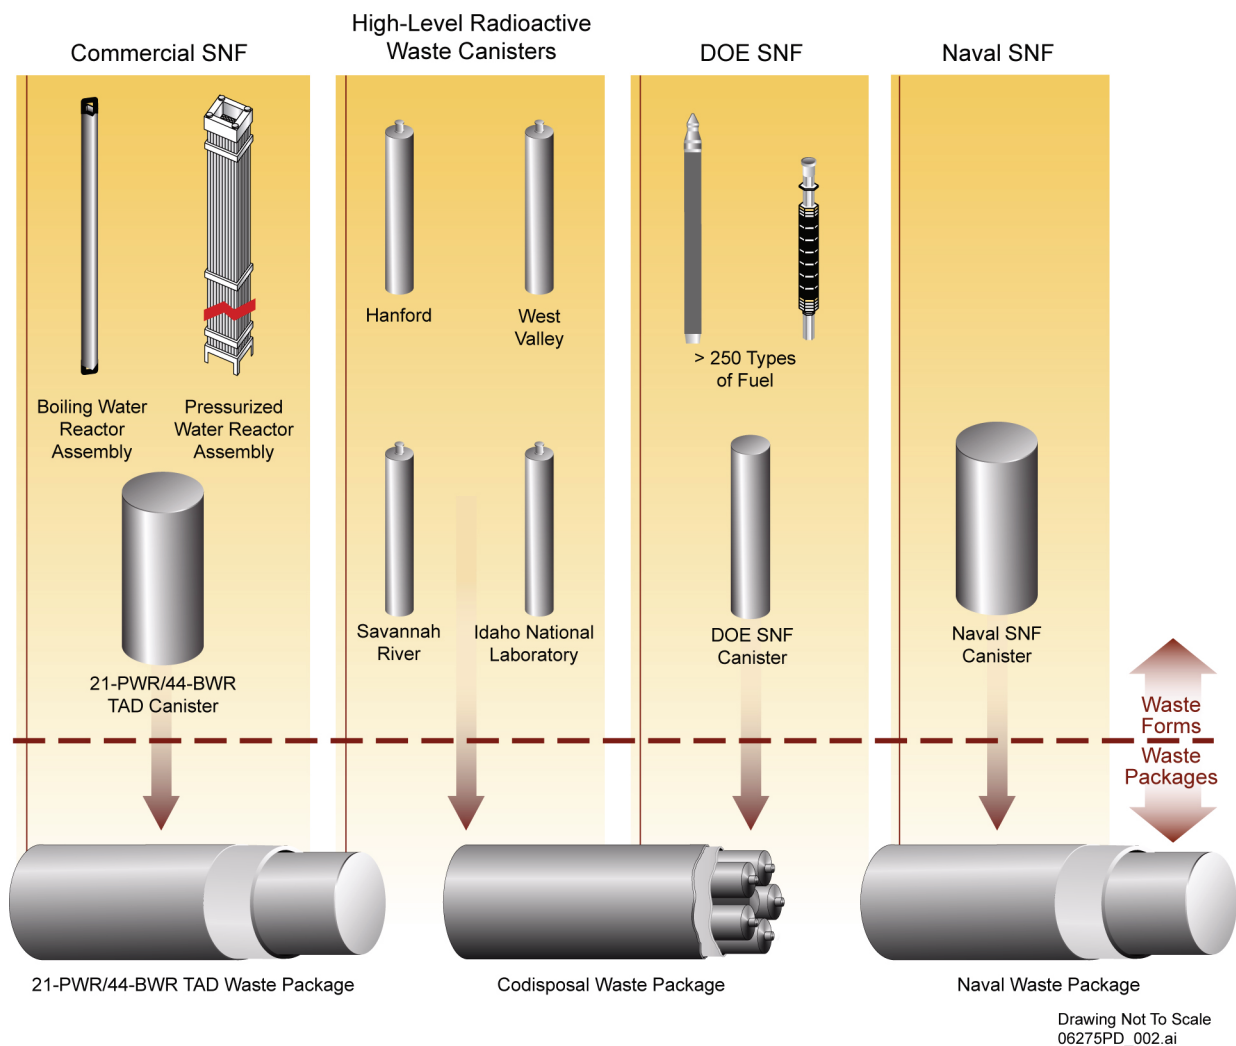 Commercial SNF
High-Level Radioactive
Waste Canisters
DOE SNF
Naval SNF
Boiling Water
Reactor
Assembly
Pressurized
Water Reactor
Assembly
21-PWR/44-BWR
TAD Canister
Hanford
West
Valley
Savannah
River
Idaho National
Laboratory
> 250 Types
of Fuel
DOE SNF
Canister
Naval SNF
Canister
Waste
Forms
Waste
Packages
21-PWR/44-BWR TAD Waste Package
Codisposal Waste Package
Naval Waste Package
Drawing Not To Scale
06275PD_002.ai